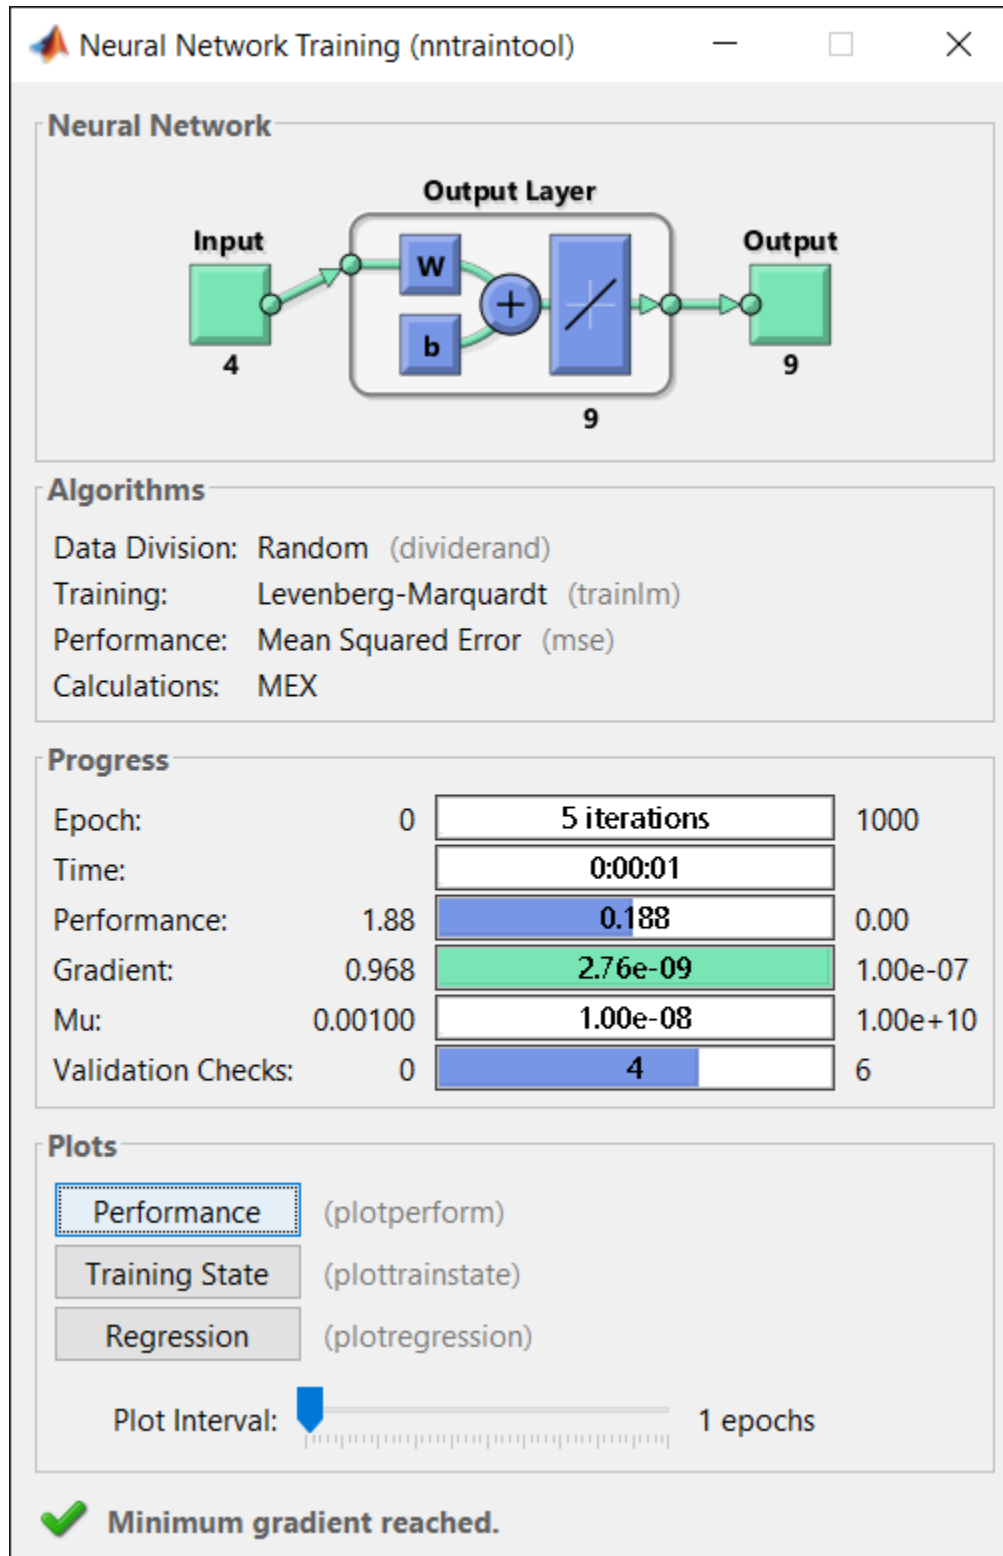 Neural Network Training (nntraintool)
Neural Network
Output Layer
Input
Output
W
b
4
9
9
Algorithms
Data Division: Random (dividerand)
Training: Levenberg-Marquardt (trainlm)
Performance: Mean Squared Error (mse)
Calculations: MEX
Progress
Epoch: 0 5 iterations 1000
Time: 0:00:01
Performance: 1.88 0.188 0.00
Gradient: 0.968 2.76e-09 1.00e-07
Mu: 0.00100 1.00e-08 1.00e+10
Validation Checks: 0 4 6
Plots
Performance (plotperform)
Training State (plottrainstate)
Regression (plotregression)
Plot Interval: 1 epochs
Minimum gradient reached.